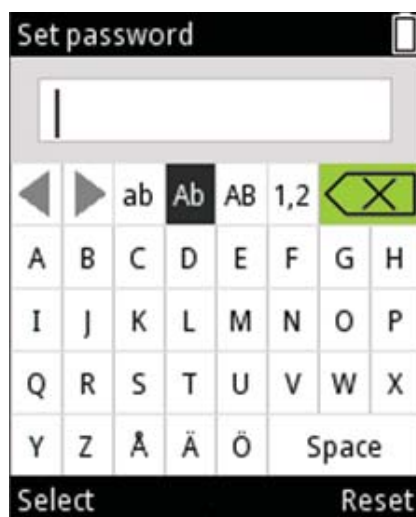 Set password
ab Ab AB 1,2
A B C D E F G H
I J K L M N O P
Q R S T U V W X
Y Z Å Ä Ö Space
Select Reset